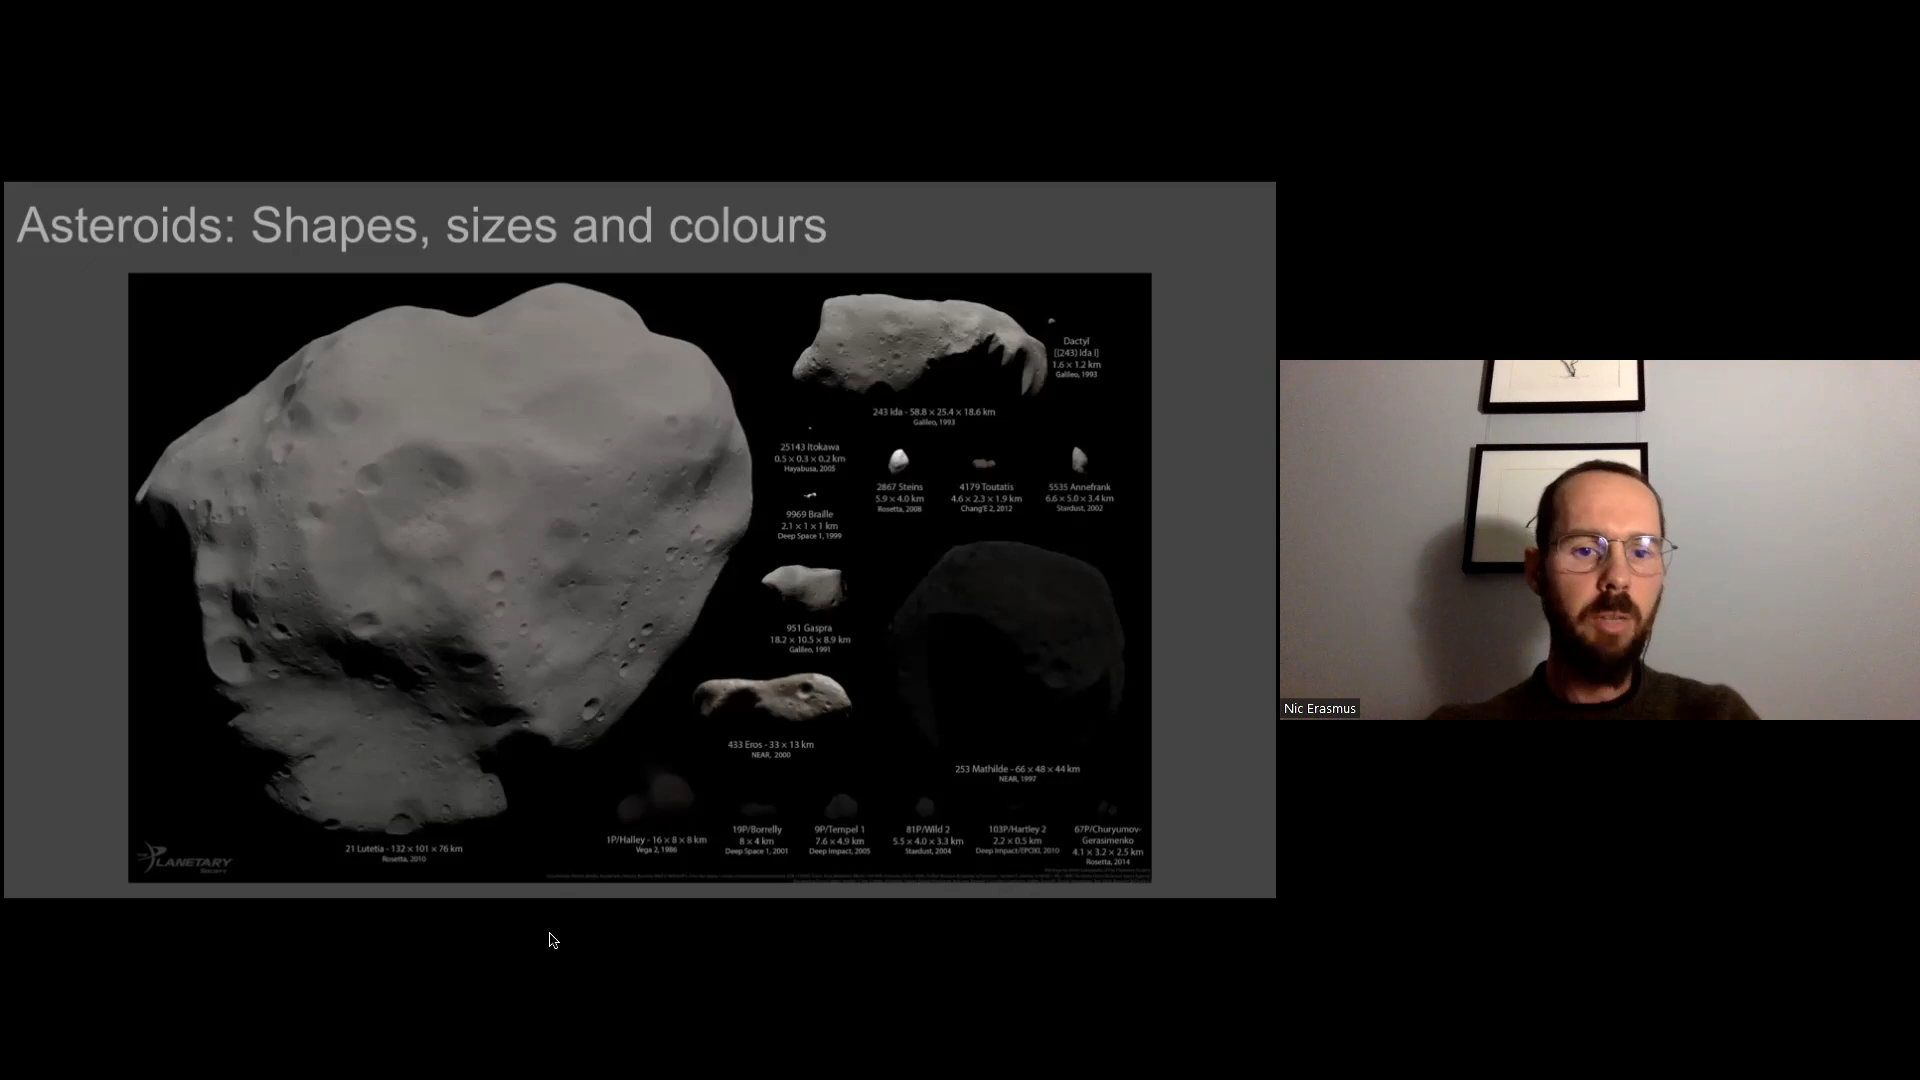 Asteroids: Shapes, sizes and colours
Dactyl
[(243) Ida I]
1.6 × 1.2 km
Galileo, 1993
243 Ida - 58.8 × 25.4 × 18.6 km
Galileo, 1993
25143 Itokawa
0.5 × 0.3 × 0.2 km
Hayabusa, 2005
2867 Steins
5.9 × 4.0 km
Rosetta, 2008
4179 Toutatis
4.6 × 2.3 × 1.9 km
Chang'E 2, 2012
5535 Annefrank
6.6 × 5.0 × 3.4 km
Stardust, 2002
9969 Braille
2.1 × 1 × 1 km
Deep Space 1, 1999
951 Gaspra
18.2 × 10.5 × 8.9 km
Galileo, 1991
433 Eros - 33 × 13 km
NEAR, 2000
253 Mathilde - 66 × 48 × 44 km
NEAR, 1997
21 Lutetia - 132 × 101 × 76 km
Rosetta, 2010
1P/Halley - 16 × 8 × 8 km
Vega 2, 1986
19P/Borrelly
8 × 4 km
Deep Space 1, 2001
9P/Tempel 1
7.6 × 4.9 km
Deep Impact, 2005
81P/Wild 2
5.5 × 4.0 × 3.3 km
Stardust, 2004
103P/Hartley 2
2.2 × 0.5 km
Deep Impact/EPOXI, 2010
67P/Churyumov-
Gerasimenko
4.1 × 3.2 × 2.5 km
Rosetta, 2014
PLANETARY
Society
Nic Erasmus